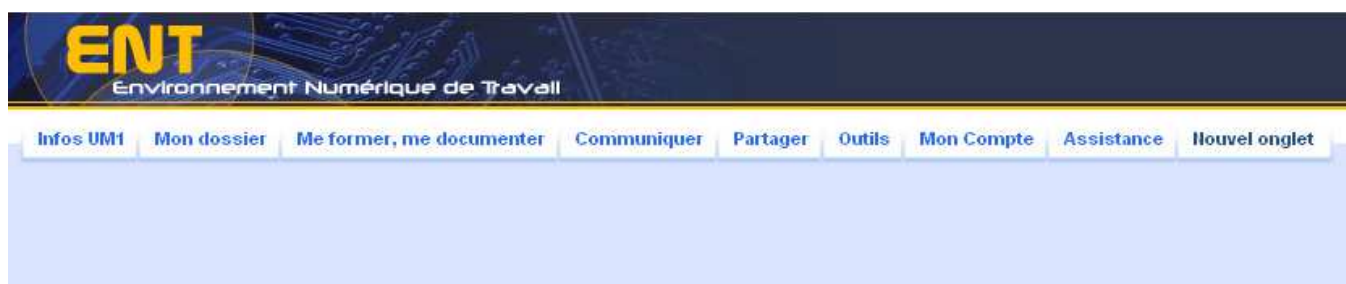 ENT
Environnement Numérique de Travail
Infos UM1 Mon dossier Me former, me documenter Communiquer Partager Outils Mon Compte Assistance Nouvel onglet